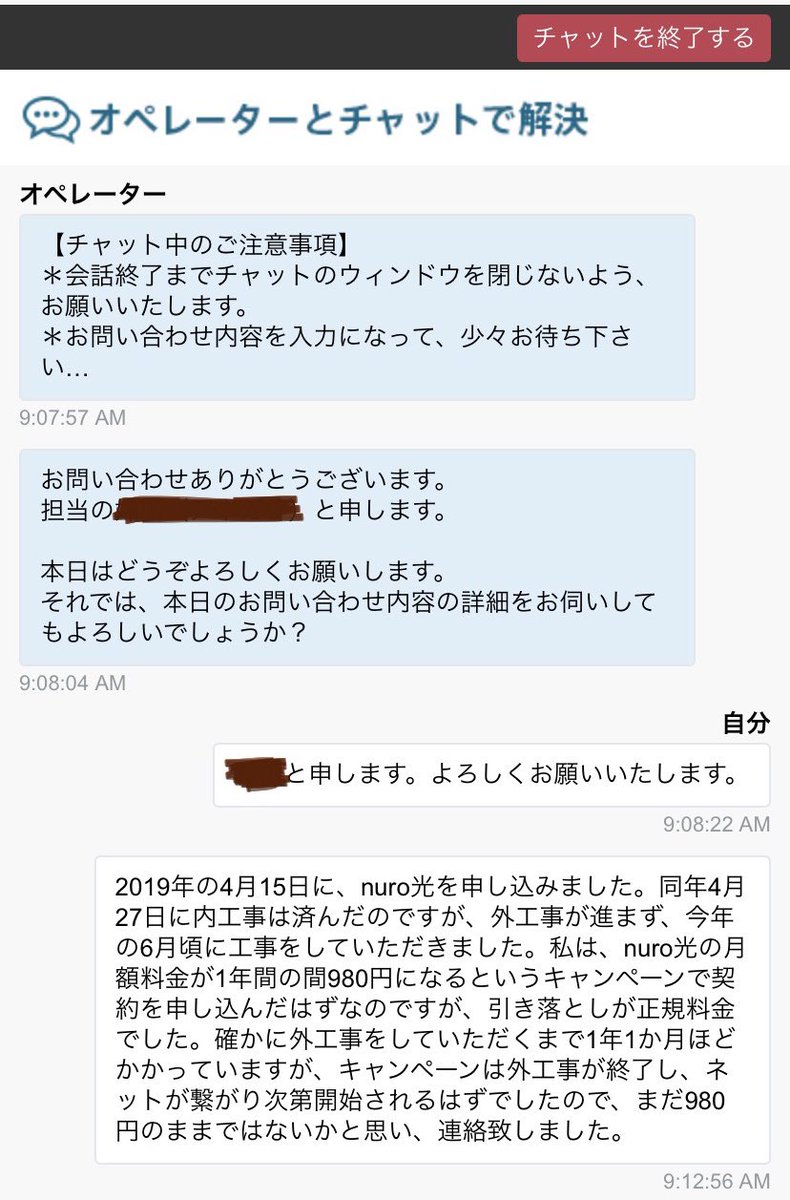 チャットを終了する
オペレーターとチャットで解決
オペレーター
【チャット中のご注意事項】
＊会話終了までチャットのウィンドウを閉じないよう、
お願いいたします。
＊お問い合わせ内容を入力になって、少々お待ち下さ
い…
9:07:57 AM
お問い合わせありがとうございます。
担当の と申します。
本日はどうぞよろしくお願いします。
それでは、本日のお問い合わせ内容の詳細をお伺いして
もよろしいでしょうか？
9:08:04 AM
自分
と申します。よろしくお願いいたします。
9:08:22 AM
2019年の4月15日に、nuro光を申し込みました。同年4月
27日に内工事は済んだのですが、外工事が進まず、今年
の6月頃に工事をしていただきました。私は、nuro光の月
額料金が1年間の間980円になるというキャンペーンで契
約を申し込んだはずなのですが、引き落としが正規料金
でした。確かに外工事をしていただくまで1年1か月ほど
かかっていますが、キャンペーンは外工事が終了し、ネ
ットが繋がり次第開始されるはずでしたので、まだ980
円のままではないかと思い、連絡致しました。
9:12:56 AM